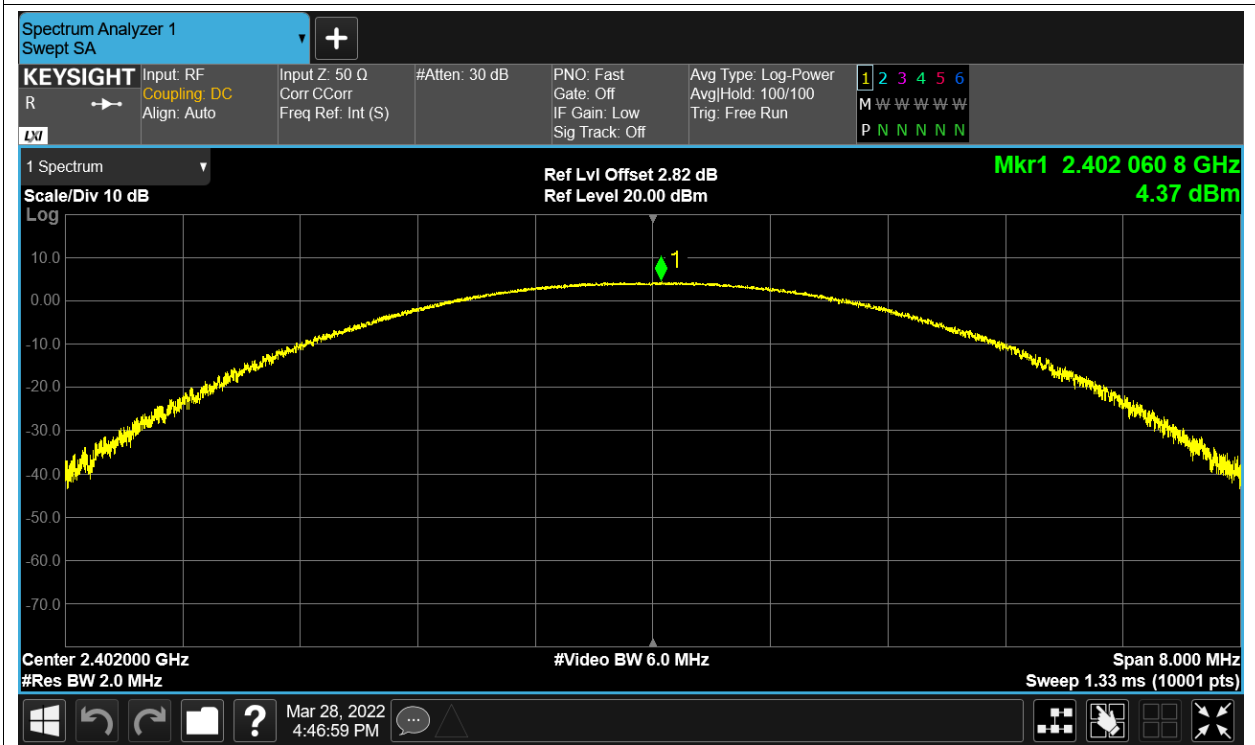 Spectrum Analyzer 1
Swept SA
KEYSIGHT
R
LXI
Input: RF
Coupling: DC
Align: Auto
Input Z: 50 Ω
Corr CCorr
Freq Ref: Int (S)
#Atten: 30 dB
PNO: Fast
Gate: Off
IF Gain: Low
Sig Track: Off
Avg Type: Log-Power
Avg|Hold: 100/100
Trig: Free Run
1 2 3 4 5 6
M W W W W W W
P N N N N N
1 Spectrum
Scale/Div 10 dB
Log
Ref Lvl Offset 2.82 dB
Ref Level 20.00 dBm
Mkr1 2.402 060 8 GHz
4.37 dBm
1
10.0
0.00
-10.0
-20.0
-30.0
-40.0
-50.0
-60.0
-70.0
Center 2.402000 GHz
#Res BW 2.0 MHz
#Video BW 6.0 MHz
Span 8.000 MHz
Sweep 1.33 ms (10001 pts)
?
Mar 28, 2022
4:46:59 PM